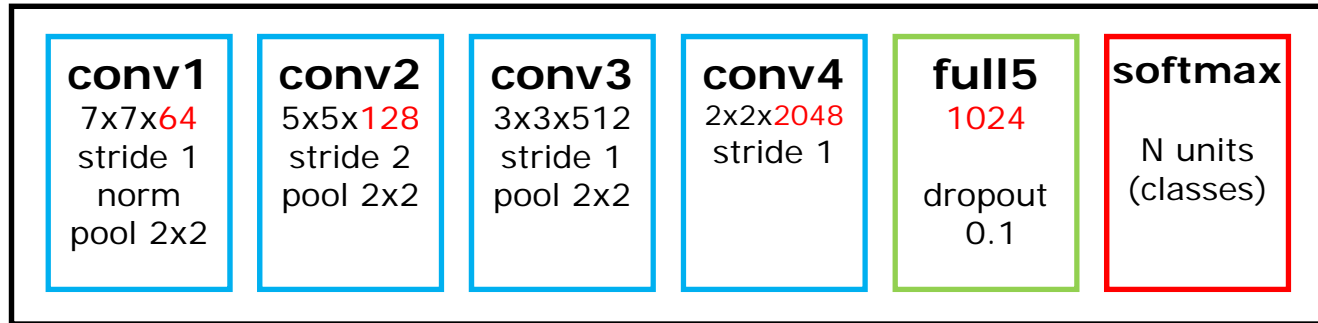 conv1
7x7x64
stride 1
norm
pool 2x2
conv2
5x5x128
stride 2
pool 2x2
conv3
3x3x512
stride 1
pool 2x2
conv4
2x2x2048
stride 1
full5
1024
dropout
0.1
softmax
N units
(classes)